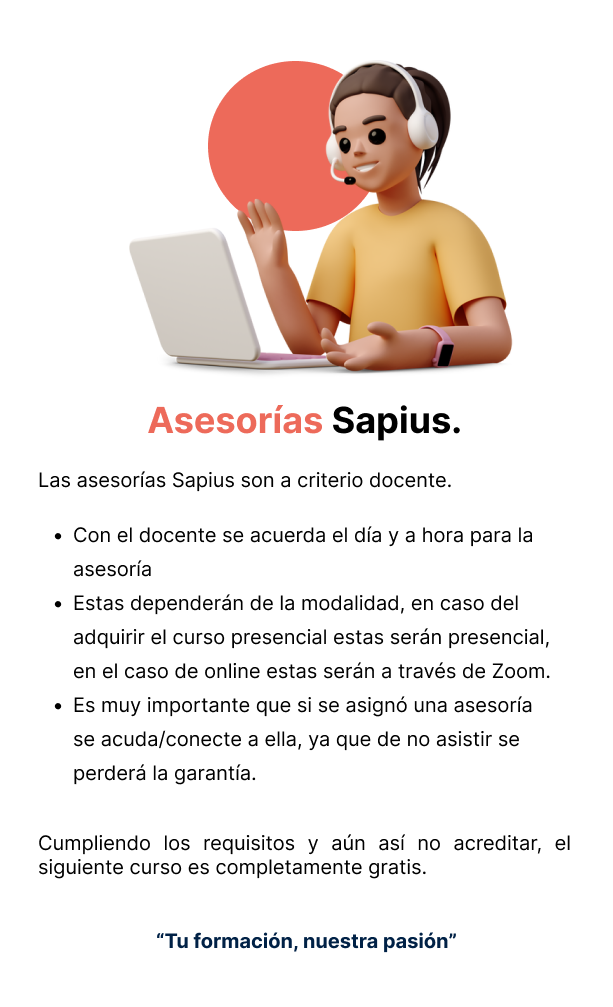 Asesorías Sapius.
Las asesorías Sapius son a criterio docente.
• Con el docente se acuerda el día y a hora para la
asesoría
• Estas dependerán de la modalidad, en caso del
adquirir el curso presencial estas serán presencial,
en el caso de online estas serán a través de Zoom.
• Es muy importante que si se asignó una asesoría
se acuda/conecte a ella, ya que de no asistir se
perderá la garantía.
Cumpliendo los requisitos y aún así no acreditar, el
siguiente curso es completamente gratis.
“Tu formación, nuestra pasión”